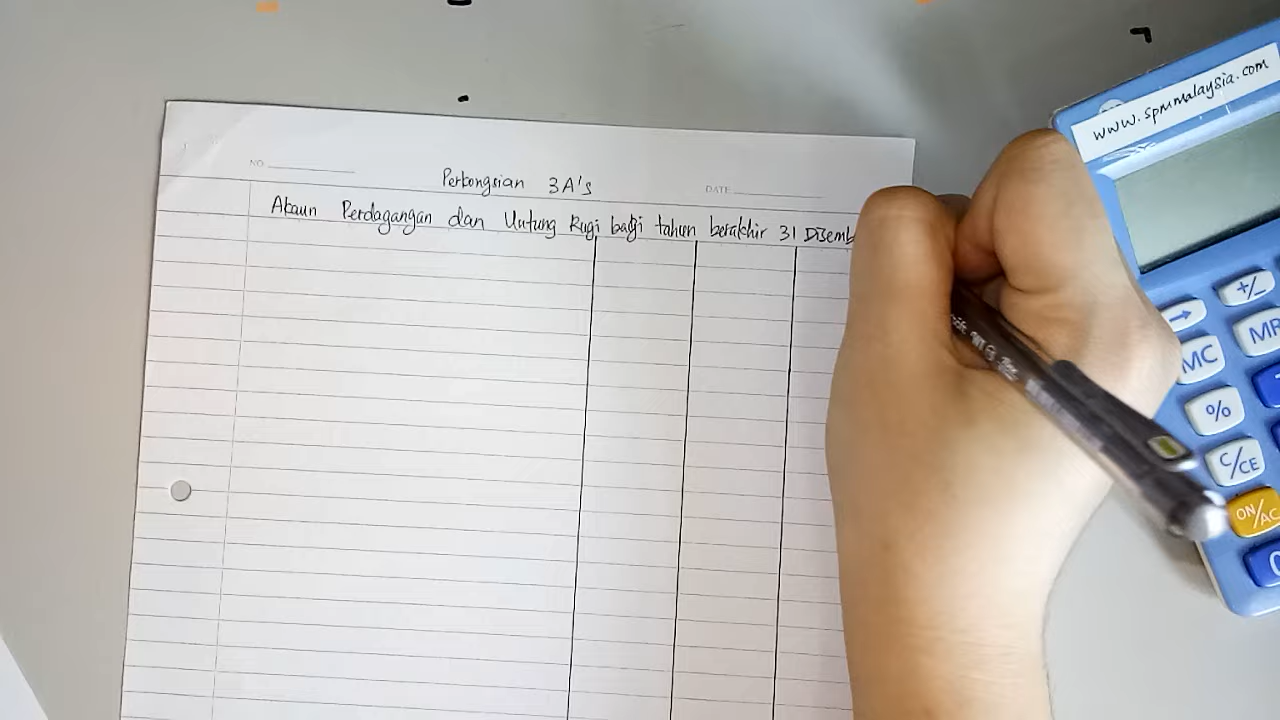 NO.
Perkongsian 3A's
DATE
Akaun Perdagangan dan Untung Rugi bagi tahun berakhir 31 Disemb
www.spmmalaysia.com
+/-
→
MC
%
C/CE
ON/AC
0